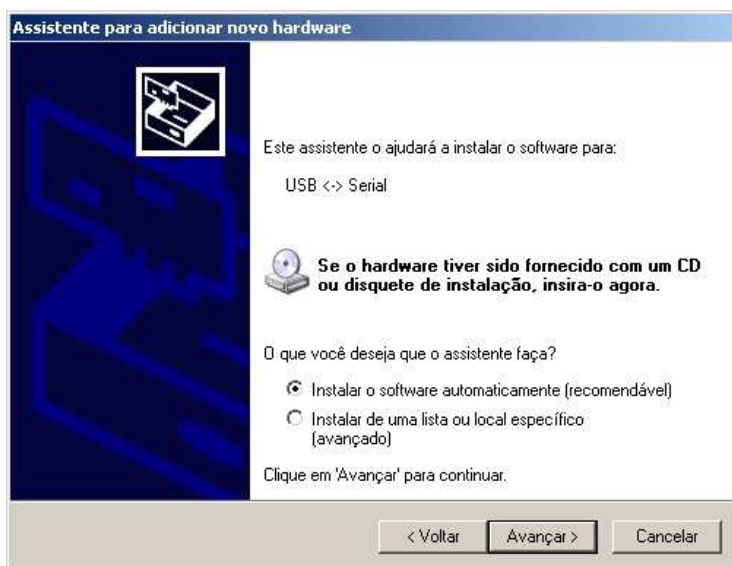 Assistente para adicionar novo hardware
Este assistente o ajudará a instalar o software para:
USB <-> Serial
Se o hardware tiver sido fornecido com um CD
ou disquete de instalação, insira-o agora.
O que você deseja que o assistente faça?
Instalar o software automaticamente (recomendável)
Instalar de uma lista ou local específico
(avançado)
Clique em 'Avançar' para continuar.
< Voltar
Avançar >
Cancelar